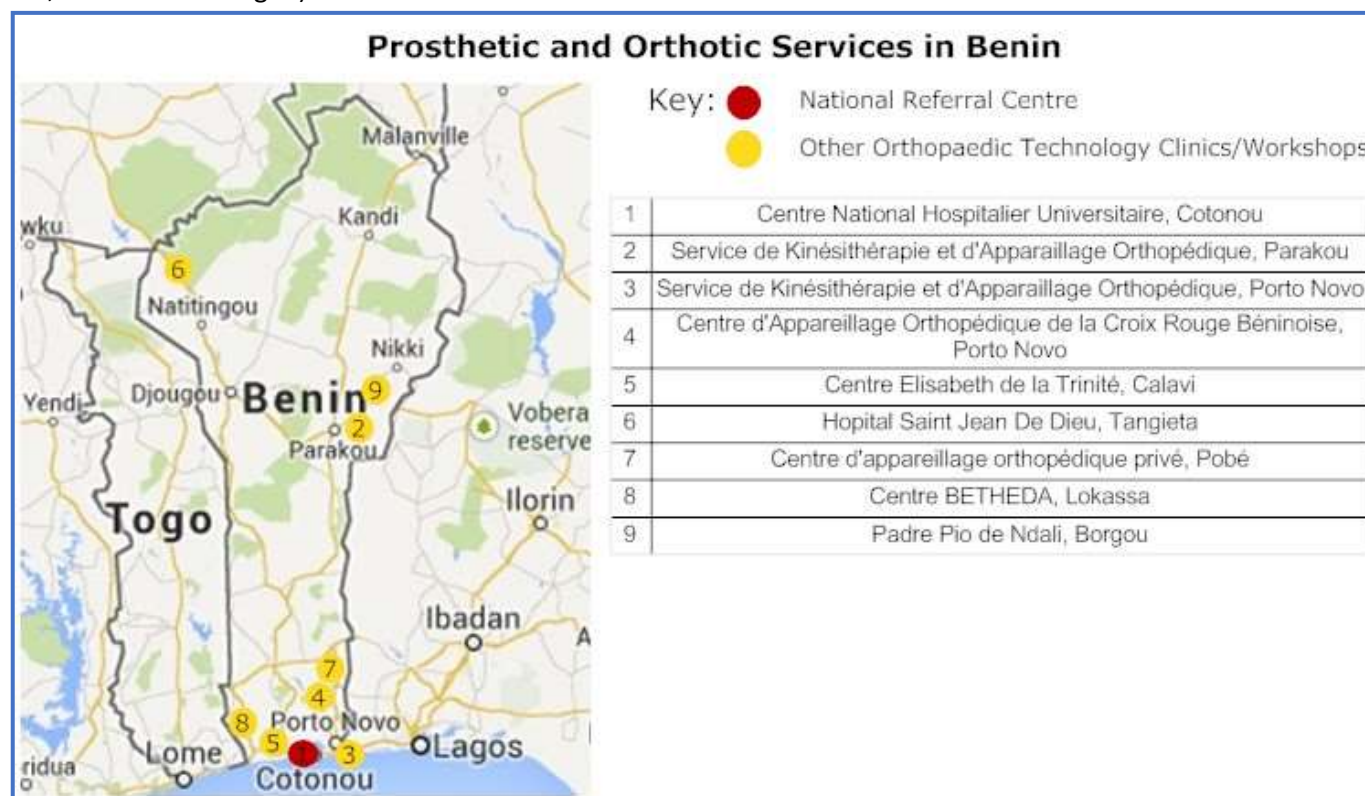 Prosthetic and Orthotic Services in Benin
Key:
National Referral Centre
Other Orthopaedic Technology Clinics/Workshops
1 Centre National Hospitalier Universitaire, Cotonou
2 Service de Kinésithérapie et d'Apparaillage Orthopédique, Parakou
3 Service de Kinésithérapie et d'Apparaillage Orthopédique, Porto Novo
4 Centre d'Appareillage Orthopédique de la Croix Rouge Béninoise,
Porto Novo
5 Centre Elisabeth de la Trinité, Calavi
6 Hopital Saint Jean De Dieu, Tangieta
7 Centre d'appareillage orthopédique privé, Pobé
8 Centre BETHEDA, Lokassa
9 Padre Pio de Ndali, Borgou
Malanville
Kandi
wku
6
Natitingou
Nikki
Djougou
Benin
9
Yendi
2
Vobera
reserve
Parakou
Ilorin
Togo
Ibadan
A
7
4
8
Porto Novo
5
1
3
Lagos
Lome
Cotonou
ridua